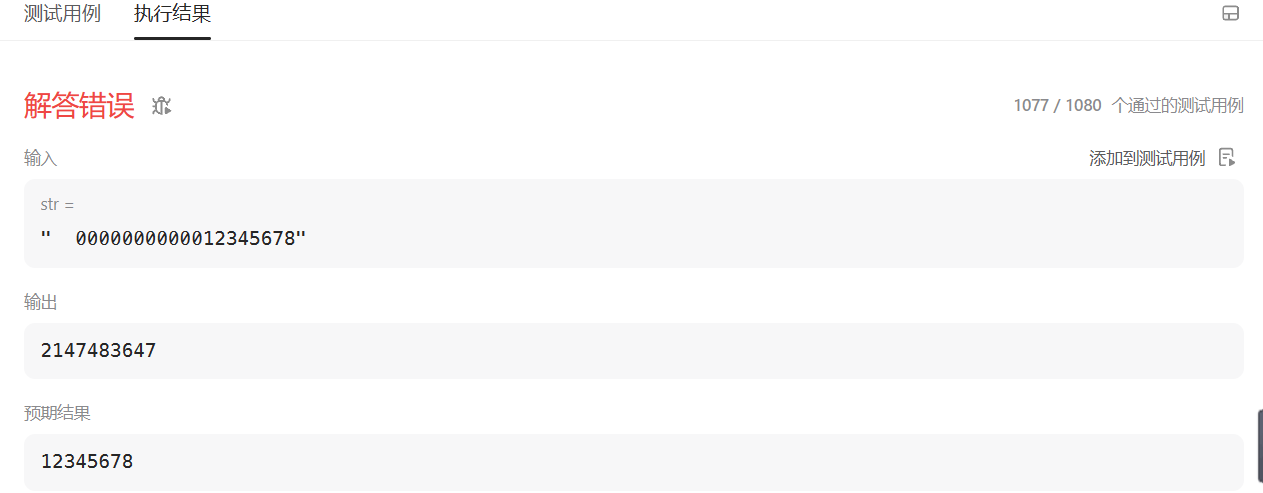 测试用例 执行结果
解答错误 1077 / 1080 个通过的测试用例
输入 添加到测试用例
str =
"  0000000000012345678"
输出
2147483647
预期结果
12345678